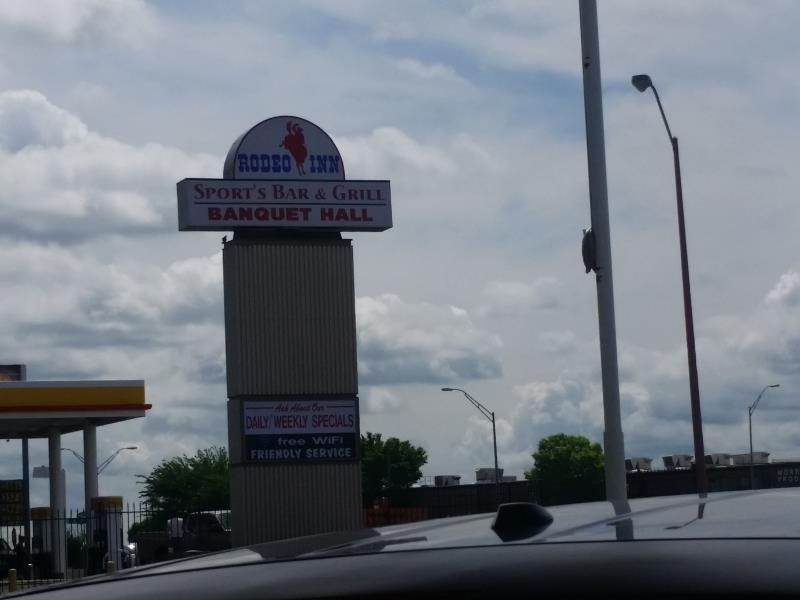 RODEO INN
SPORT'S BAR & GRILL
BANQUET HALL
Ask About Our
DAILY/WEEKLY SPECIALS
free WiFi
FRIENDLY SERVICE